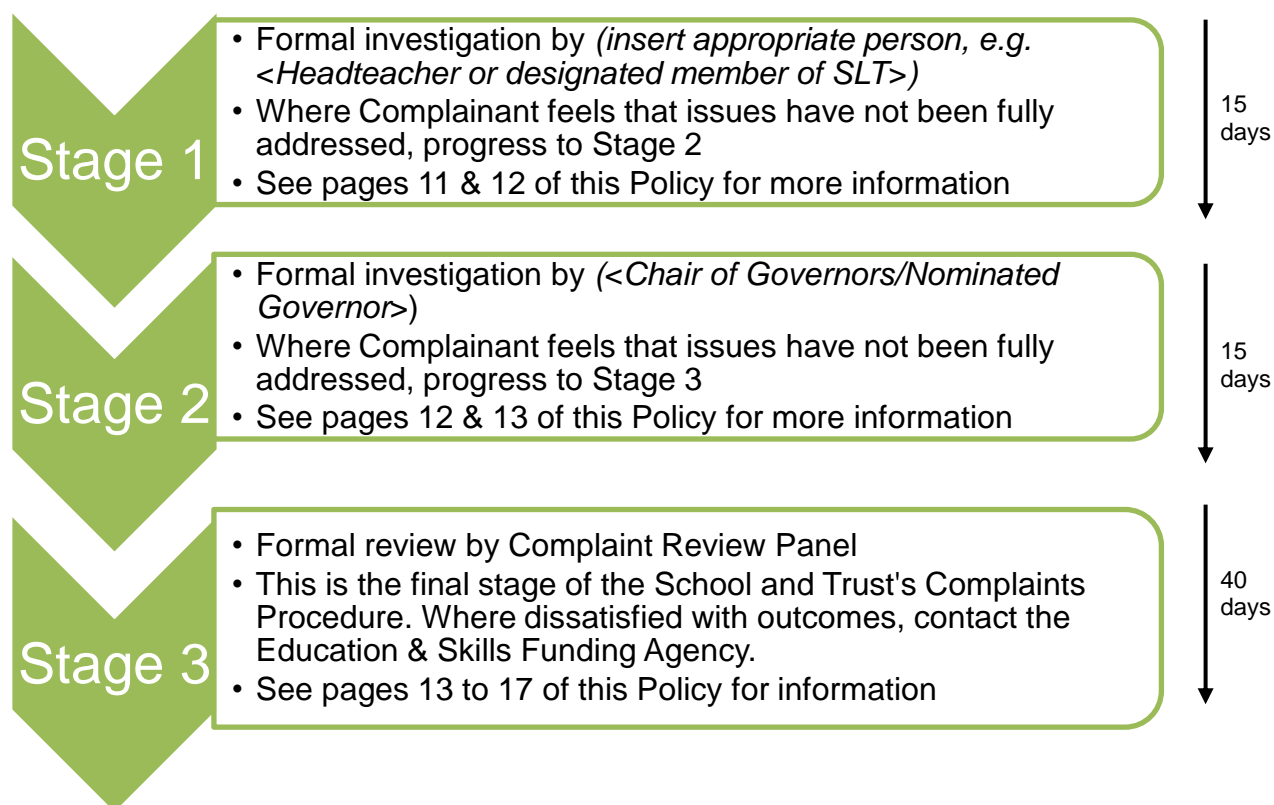 Stage 1
• Formal investigation by (insert appropriate person, e.g.
<Headteacher or designated member of SLT>)
• Where Complainant feels that issues have not been fully
addressed, progress to Stage 2
• See pages 11 & 12 of this Policy for more information
15
days
Stage 2
• Formal investigation by (<Chair of Governors/Nominated
Governor>)
• Where Complainant feels that issues have not been fully
addressed, progress to Stage 3
• See pages 12 & 13 of this Policy for more information
15
days
Stage 3
• Formal review by Complaint Review Panel
• This is the final stage of the School and Trust's Complaints
Procedure. Where dissatisfied with outcomes, contact the
Education & Skills Funding Agency.
• See pages 13 to 17 of this Policy for information
40
days